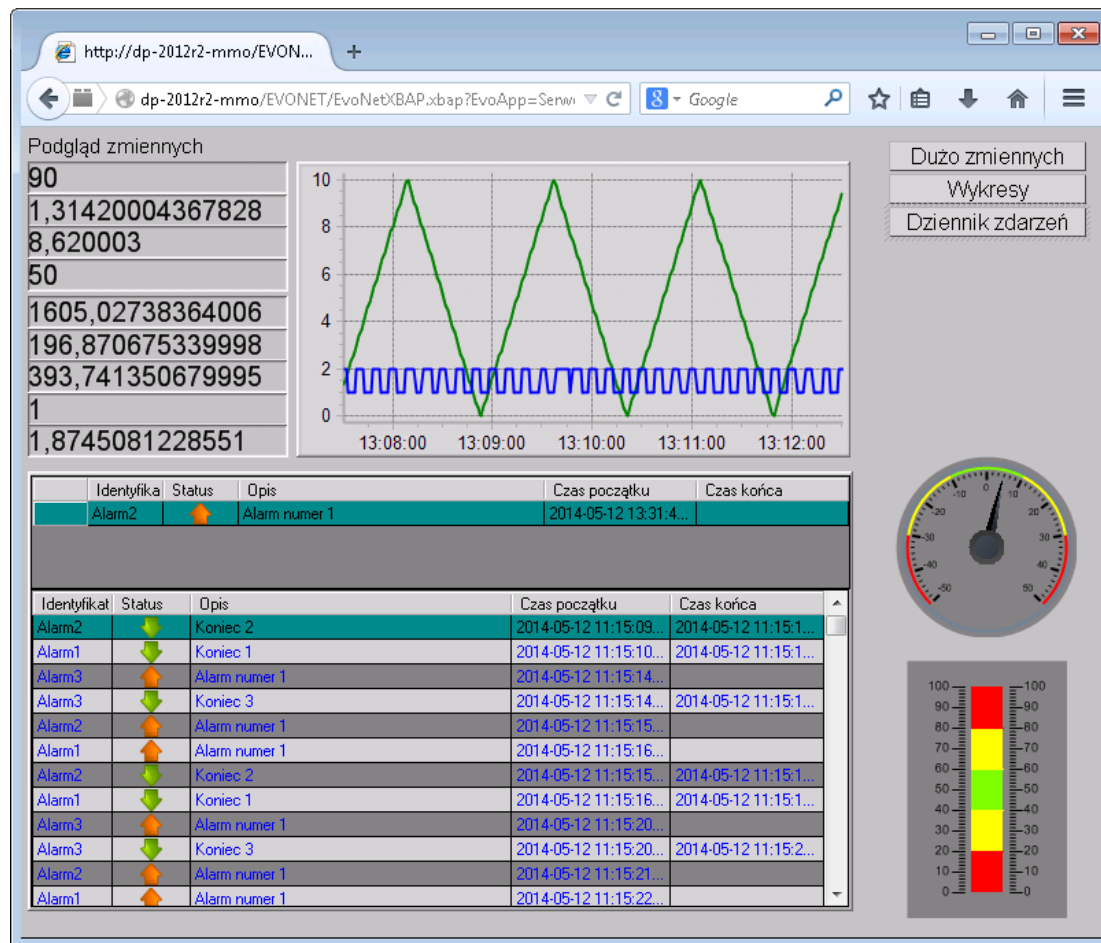 http://dp-2012r2-mmo/EVON...
dp-2012r2-mmo/EVONET/EvoNetXBAP.xbap?EvoApp=Serwi
Google
Podgląd zmiennych
90
1,31420004367828
8,620003
50
1605,02738364006
196,870675339998
393,741350679995
1
1,8745081228551
10
8
6
4
2
0
13:08:00 13:09:00 13:10:00 13:11:00 13:12:00
Dużo zmiennych
Wykresy
Dziennik zdarzeń
Identyfika Status Opis Czas początku Czas końca
Alarm2 Alarm numer 1 2014-05-12 13:31:4...
Identyfikat Status Opis Czas początku Czas końca
Alarm2 Koniec 2 2014-05-12 11:15:09... 2014-05-12 11:15:1...
Alarm1 Koniec 1 2014-05-12 11:15:10... 2014-05-12 11:15:1...
Alarm3 Alarm numer 1 2014-05-12 11:15:14...
Alarm3 Koniec 3 2014-05-12 11:15:14... 2014-05-12 11:15:1...
Alarm2 Alarm numer 1 2014-05-12 11:15:15...
Alarm1 Alarm numer 1 2014-05-12 11:15:16...
Alarm2 Koniec 2 2014-05-12 11:15:15... 2014-05-12 11:15:1...
Alarm1 Koniec 1 2014-05-12 11:15:16... 2014-05-12 11:15:1...
Alarm3 Alarm numer 1 2014-05-12 11:15:20...
Alarm3 Koniec 3 2014-05-12 11:15:20... 2014-05-12 11:15:2...
Alarm2 Alarm numer 1 2014-05-12 11:15:21...
Alarm1 Alarm numer 1 2014-05-12 11:15:22...
-10 0 10
-20 20
-30 30
-40 40
-50 50
100 100
90 90
80 80
70 70
60 60
50 50
40 40
30 30
20 20
10 10
0 0